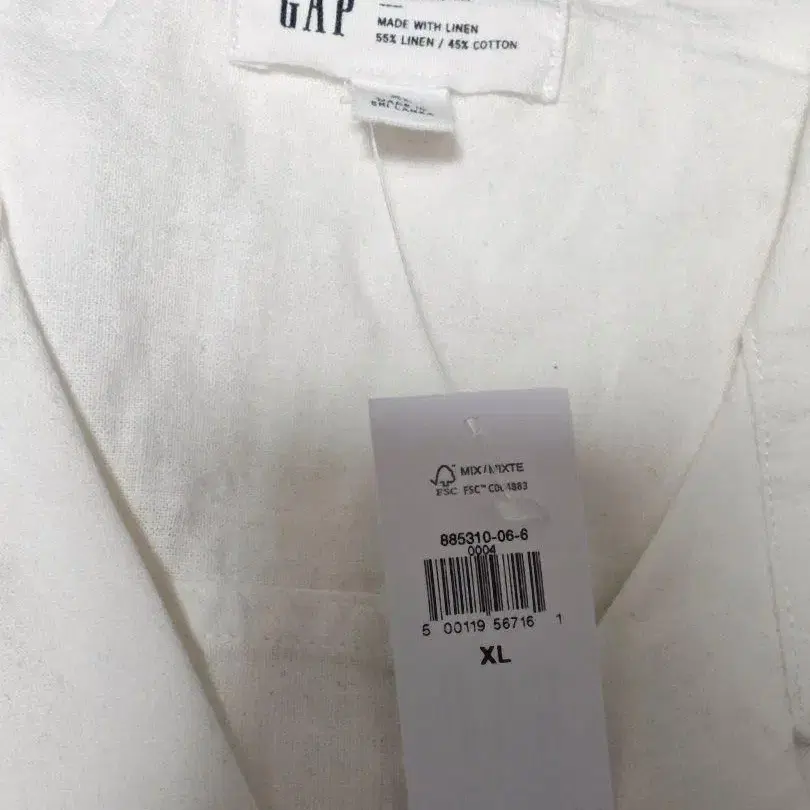 GAP
MADE WITH LINEN
55% LINEN / 45% COTTON
MIX / MIXTE
FSC
885310-06-6
0004
5 00119 56716 1
XL